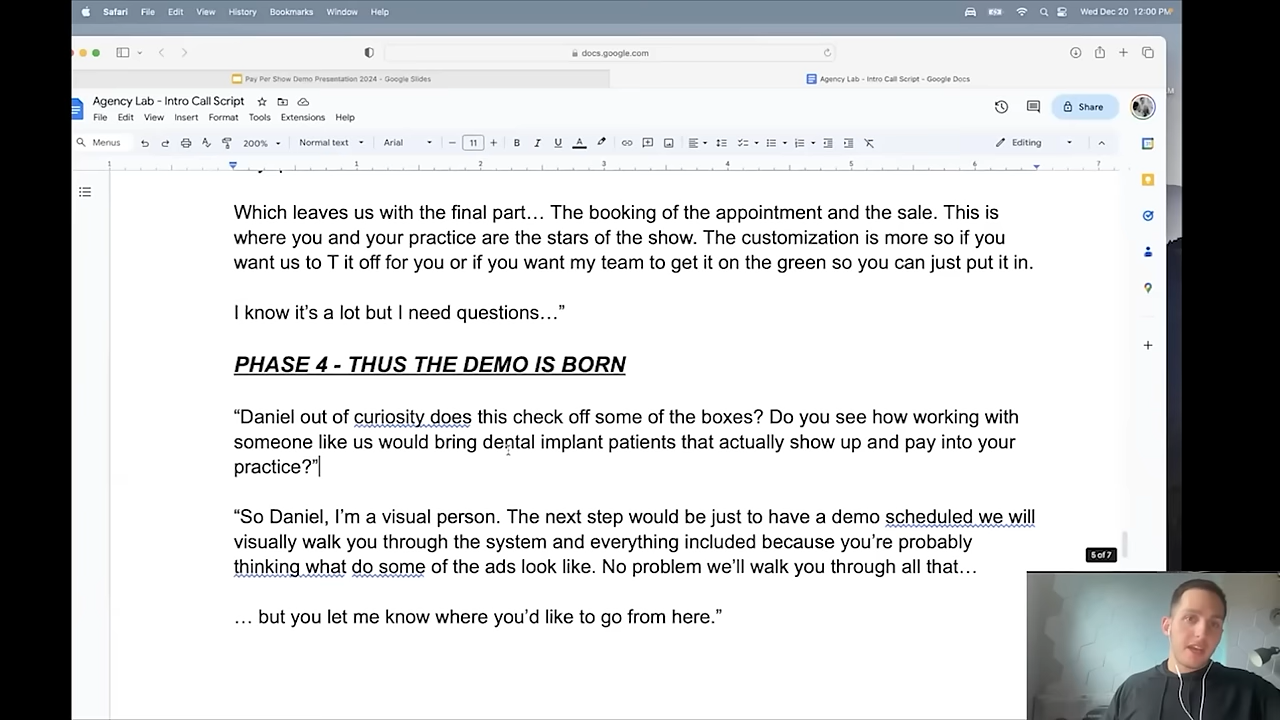 Safari File Edit View History Bookmarks Window Help Wed Dec 20 12:00 PM
docs.google.com
Pay Per Show Demo Presentation 2024 - Google Slides Agency Lab - Intro Call Script - Google Docs
Agency Lab - Intro Call Script
File Edit View Insert Format Tools Extensions Help
Share
Menus 200% Normal text Arial 11 Editing
1 1 2 3 4 5 6 7
Which leaves us with the final part… The booking of the appointment and the sale. This is
where you and your practice are the stars of the show. The customization is more so if you
want us to T it off for you or if you want my team to get it on the green so you can just put it in.
I know it’s a lot but I need questions…”
PHASE 4 - THUS THE DEMO IS BORN
“Daniel out of curiosity does this check off some of the boxes? Do you see how working with
someone like us would bring dental implant patients that actually show up and pay into your
practice?”
“So Daniel, I’m a visual person. The next step would be just to have a demo scheduled we will
visually walk you through the system and everything included because you’re probably
thinking what do some of the ads look like. No problem we’ll walk you through all that…
5 of 7
… but you let me know where you’d like to go from here.”